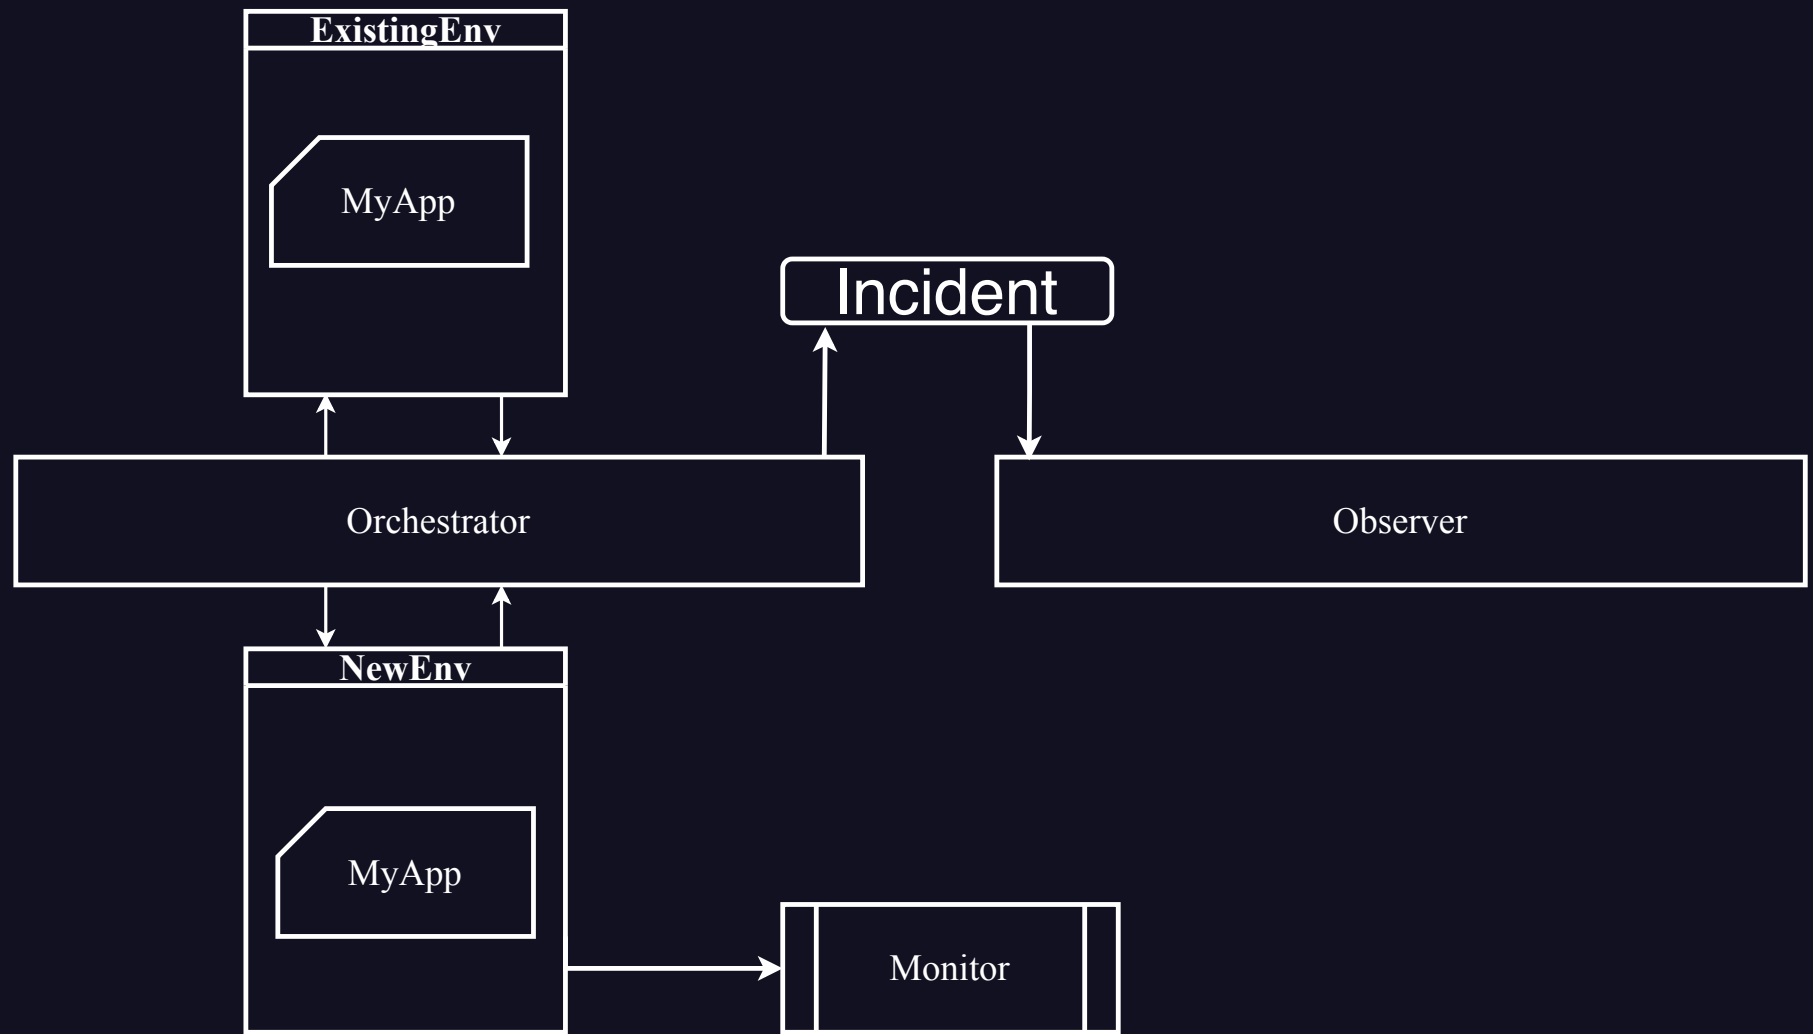 ExistingEnv
MyApp
Incident
Orchestrator
Observer
NewEnv
MyApp
Monitor